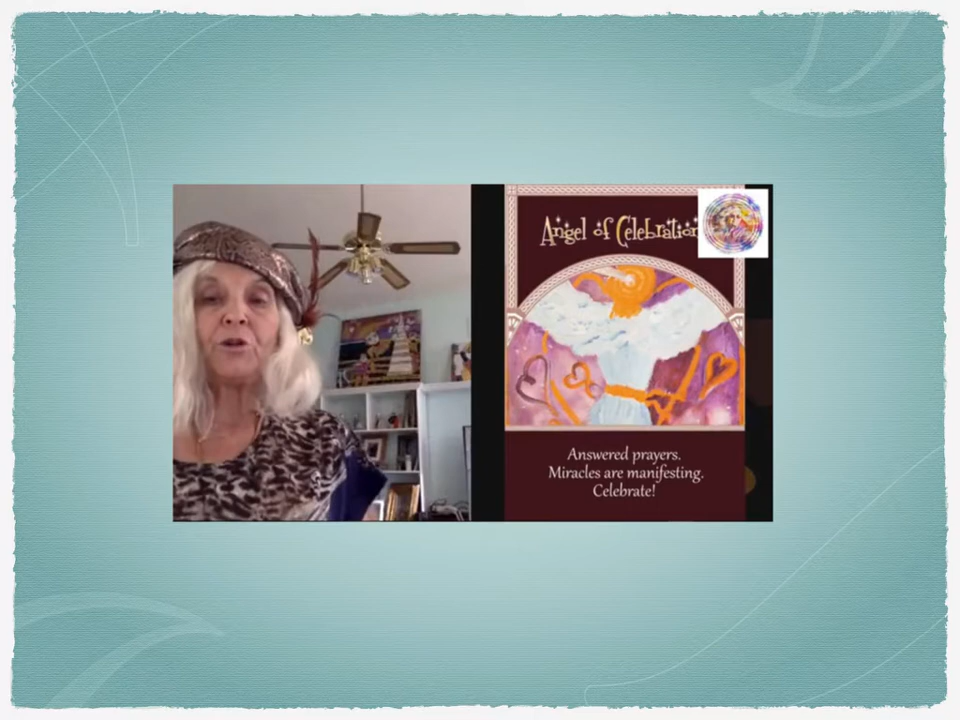 Angel of Celebration
Answered prayers.
Miracles are manifesting.
Celebrate!